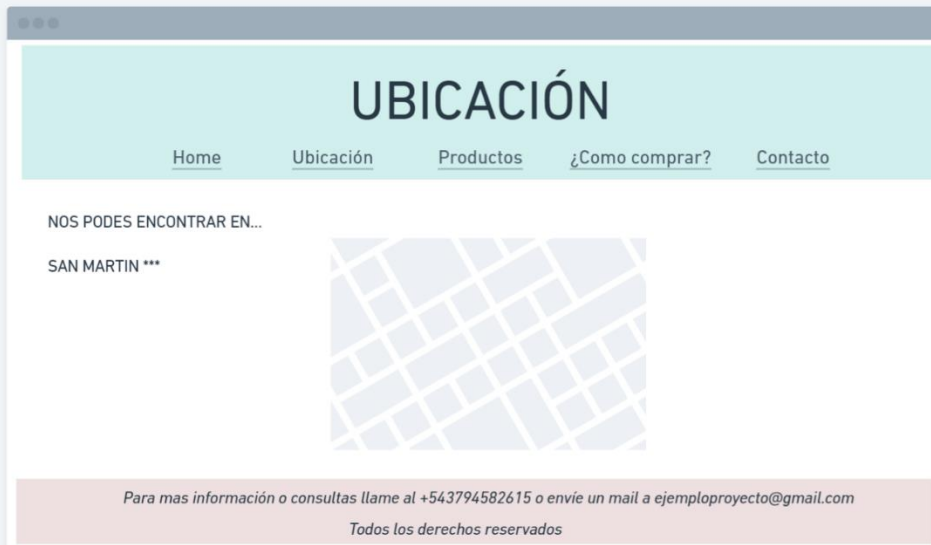 UBICACIÓN
Home Ubicación Productos ¿Como comprar? Contacto
NOS PODES ENCONTRAR EN...
SAN MARTIN ***
Para mas información o consultas llame al +543794582615 o envíe un mail a ejemploproyecto@gmail.com
Todos los derechos reservados